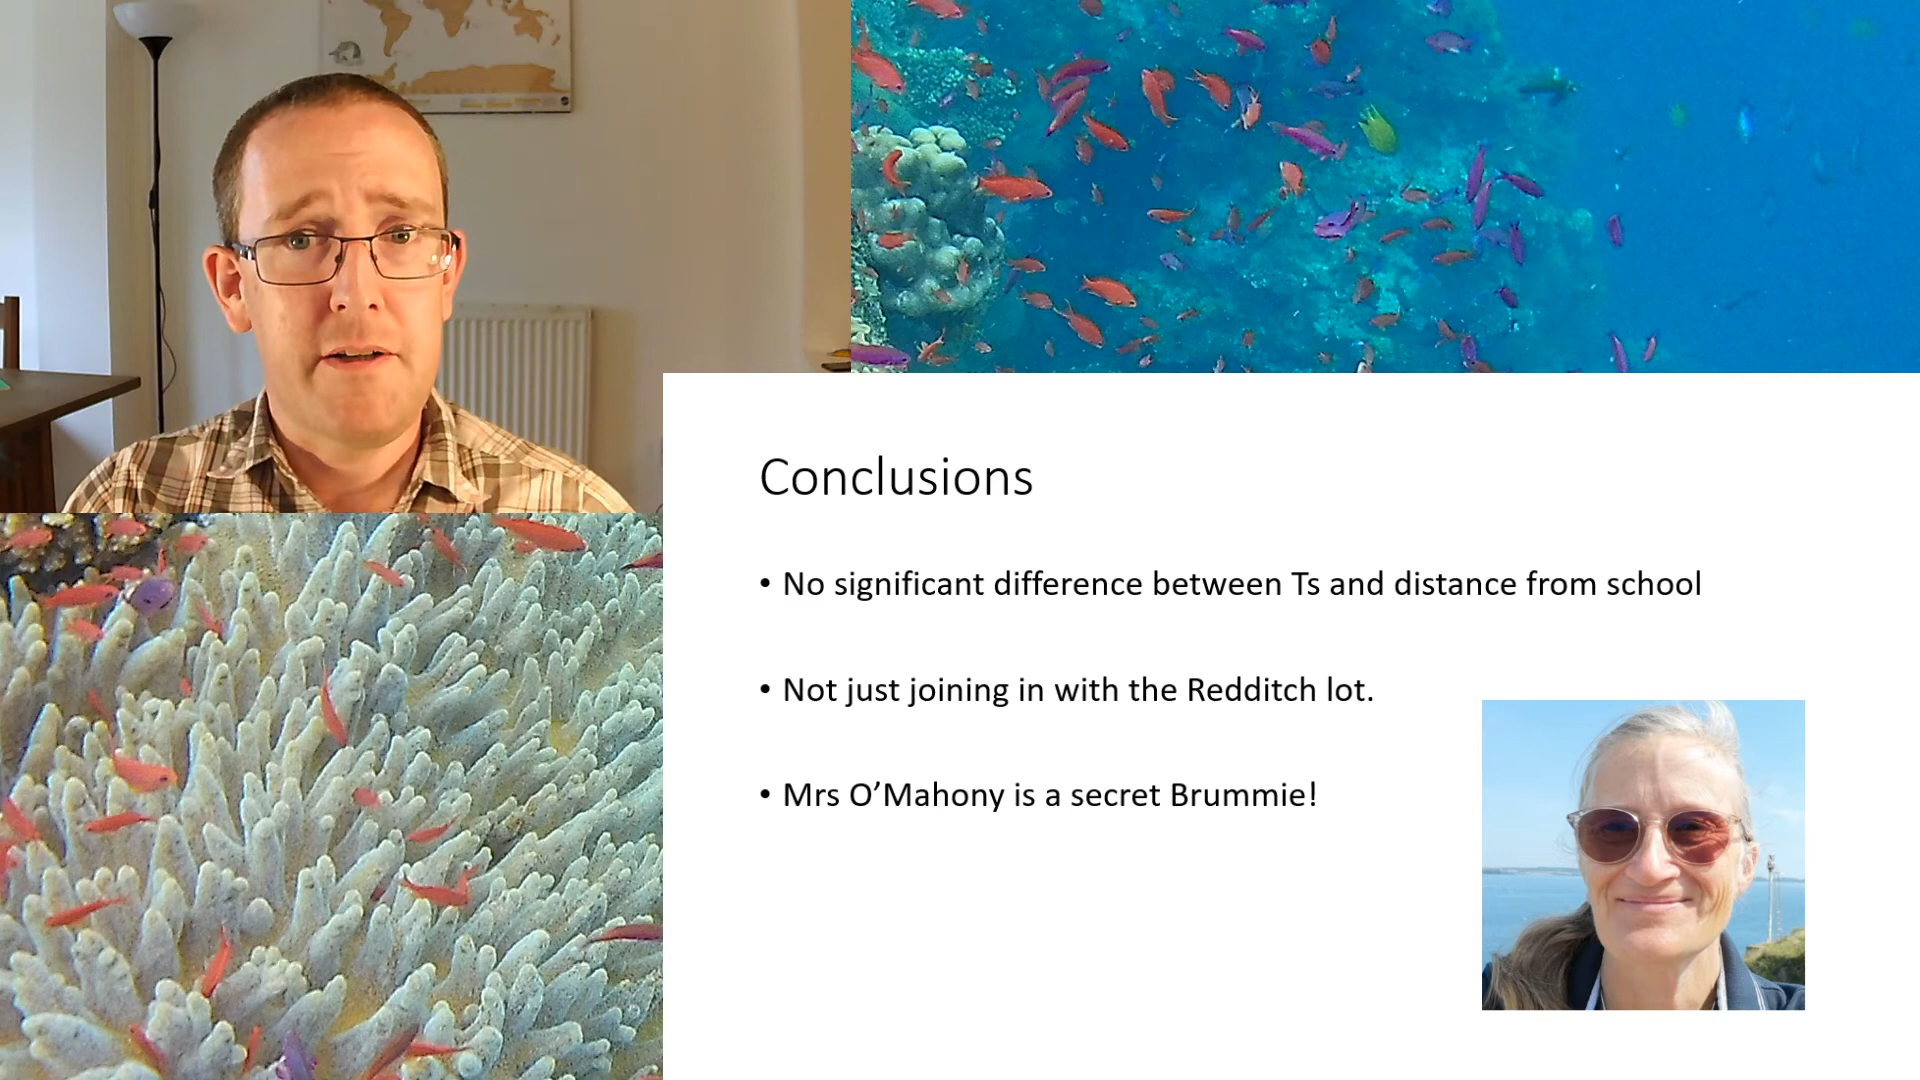 Conclusions
• No significant difference between Ts and distance from school
• Not just joining in with the Redditch lot.
• Mrs O’Mahony is a secret Brummie!